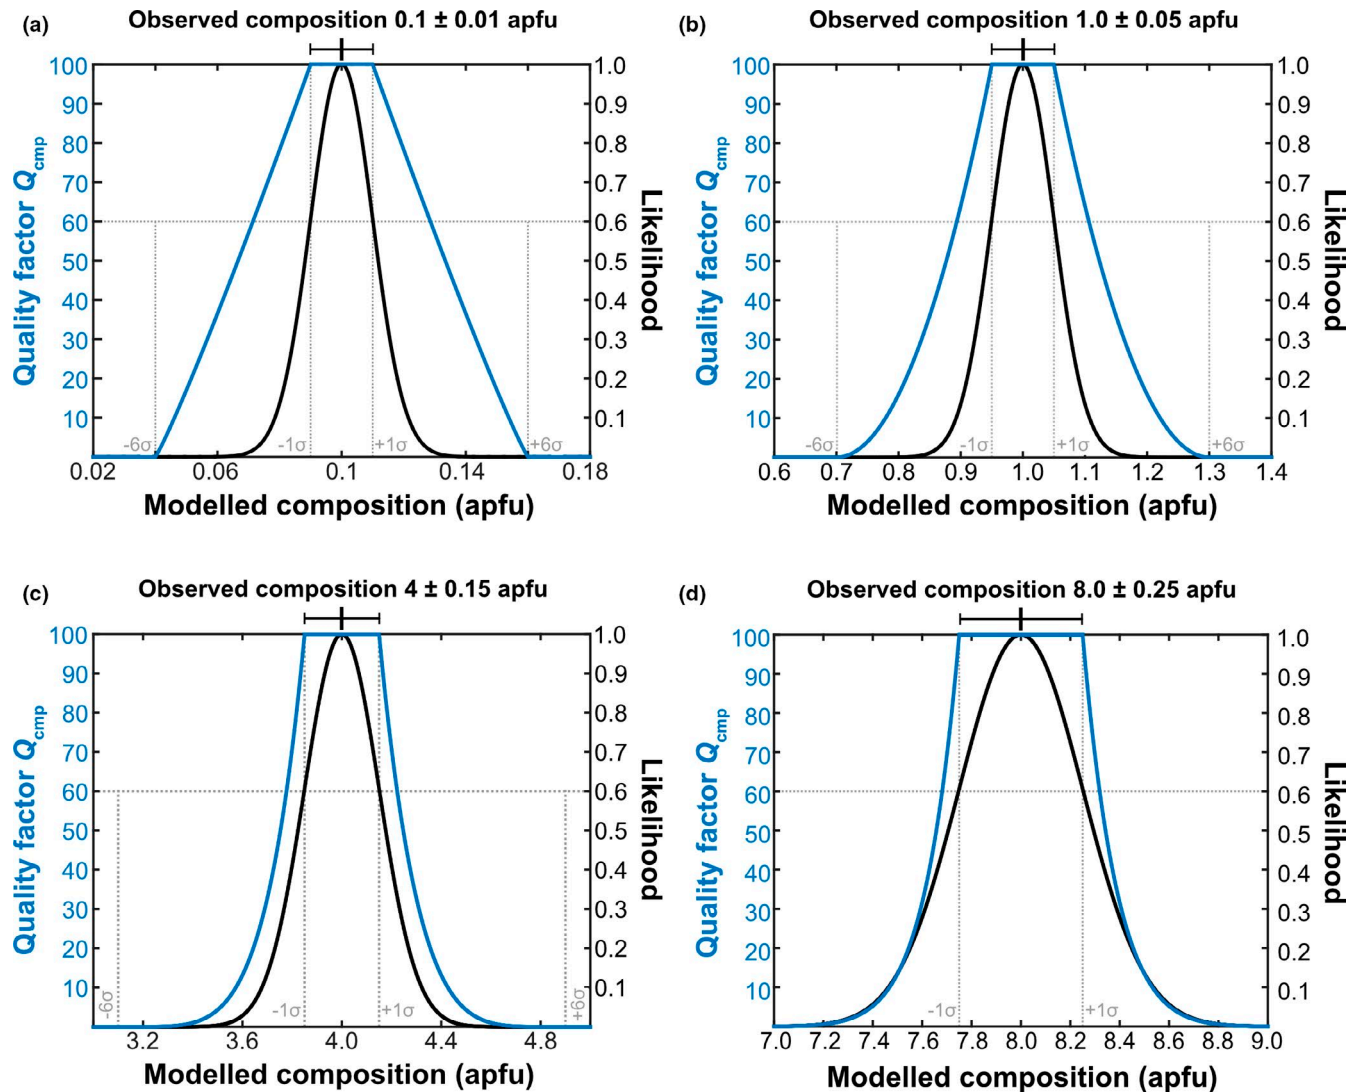 (a) Observed composition 0.1 ± 0.01 apfu
100 90 80 70 60 50 40 30 20 10
Quality factor Qcmp
1.0 0.9 0.8 0.7 0.6 0.5 0.4 0.3 0.2 0.1
Likelihood
-6σ -1σ +1σ +6σ
0.02 0.06 0.1 0.14 0.18
Modelled composition (apfu)
(b) Observed composition 1.0 ± 0.05 apfu
100 90 80 70 60 50 40 30 20 10
Quality factor Qcmp
1.0 0.9 0.8 0.7 0.6 0.5 0.4 0.3 0.2 0.1
Likelihood
-6σ -1σ +1σ +6σ
0.6 0.7 0.8 0.9 1.0 1.1 1.2 1.3 1.4
Modelled composition (apfu)
(c) Observed composition 4 ± 0.15 apfu
100 90 80 70 60 50 40 30 20 10
Quality factor Qcmp
1.0 0.9 0.8 0.7 0.6 0.5 0.4 0.3 0.2 0.1
Likelihood
-6σ -1σ +1σ +6σ
3.2 3.6 4.0 4.4 4.8
Modelled composition (apfu)
(d) Observed composition 8.0 ± 0.25 apfu
100 90 80 70 60 50 40 30 20 10
Quality factor Qcmp
1.0 0.9 0.8 0.7 0.6 0.5 0.4 0.3 0.2 0.1
Likelihood
-1σ +1σ
7.0 7.2 7.4 7.6 7.8 8.0 8.2 8.4 8.6 8.8 9.0
Modelled composition (apfu)